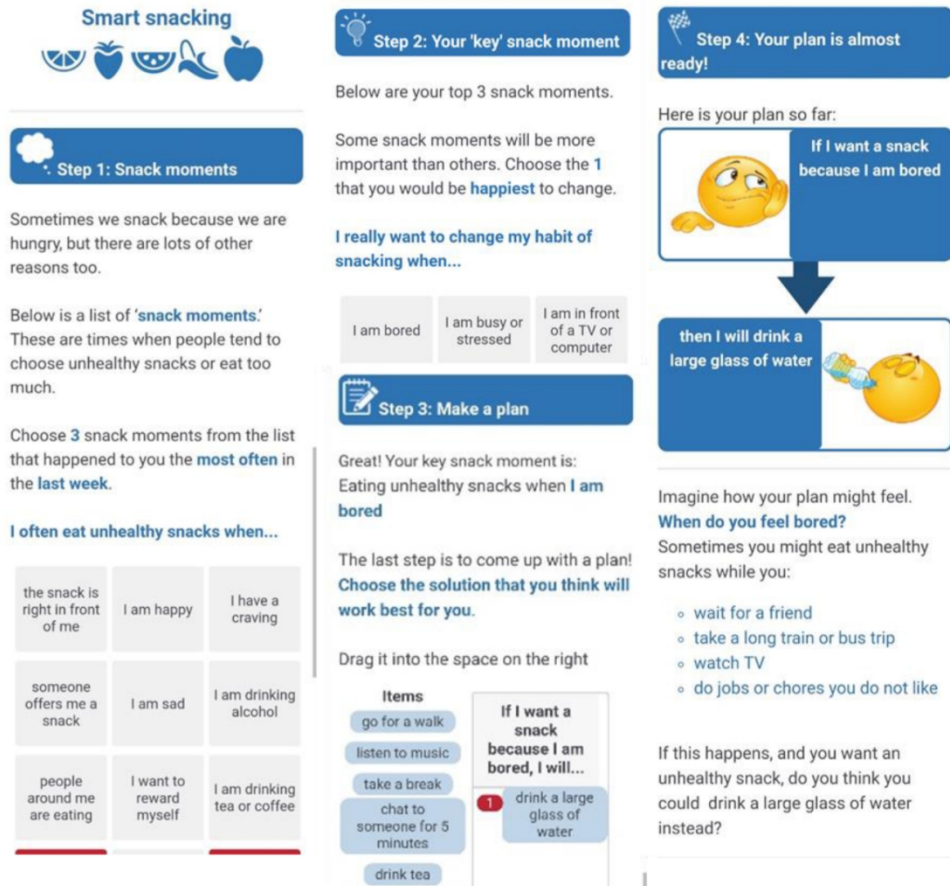 Smart snacking
Step 1: Snack moments
Sometimes we snack because we are
hungry, but there are lots of other
reasons too.
Below is a list of 'snack moments.'
These are times when people tend to
choose unhealthy snacks or eat too
much.
Choose 3 snack moments from the list
that happened to you the most often in
the last week.
I often eat unhealthy snacks when...
the snack is
right in front
of me
I am happy
I have a
craving
someone
offers me a
snack
I am sad
I am drinking
alcohol
people
around me
are eating
I want to
reward
myself
I am drinking
tea or coffee
Step 2: Your 'key' snack moment
Below are your top 3 snack moments.
Some snack moments will be more
important than others. Choose the 1
that you would be happiest to change.
I really want to change my habit of
snacking when...
I am bored
I am busy or
stressed
I am in front
of a TV or
computer
Step 3: Make a plan
Great! Your key snack moment is:
Eating unhealthy snacks when I am
bored
The last step is to come up with a plan!
Choose the solution that you think will
work best for you.
Drag it into the space on the right
Items
go for a walk
listen to music
take a break
chat to
someone for 5
minutes
drink tea
If I want a
snack
because I am
bored, I will...
1
drink a large
glass of
water
Step 4: Your plan is almost
ready!
Here is your plan so far:
If I want a snack
because I am bored
then I will drink a
large glass of water
Imagine how your plan might feel.
When do you feel bored?
Sometimes you might eat unhealthy
snacks while you:
wait for a friend
take a long train or bus trip
watch TV
do jobs or chores you do not like
If this happens, and you want an
unhealthy snack, do you think you
could drink a large glass of water
instead?